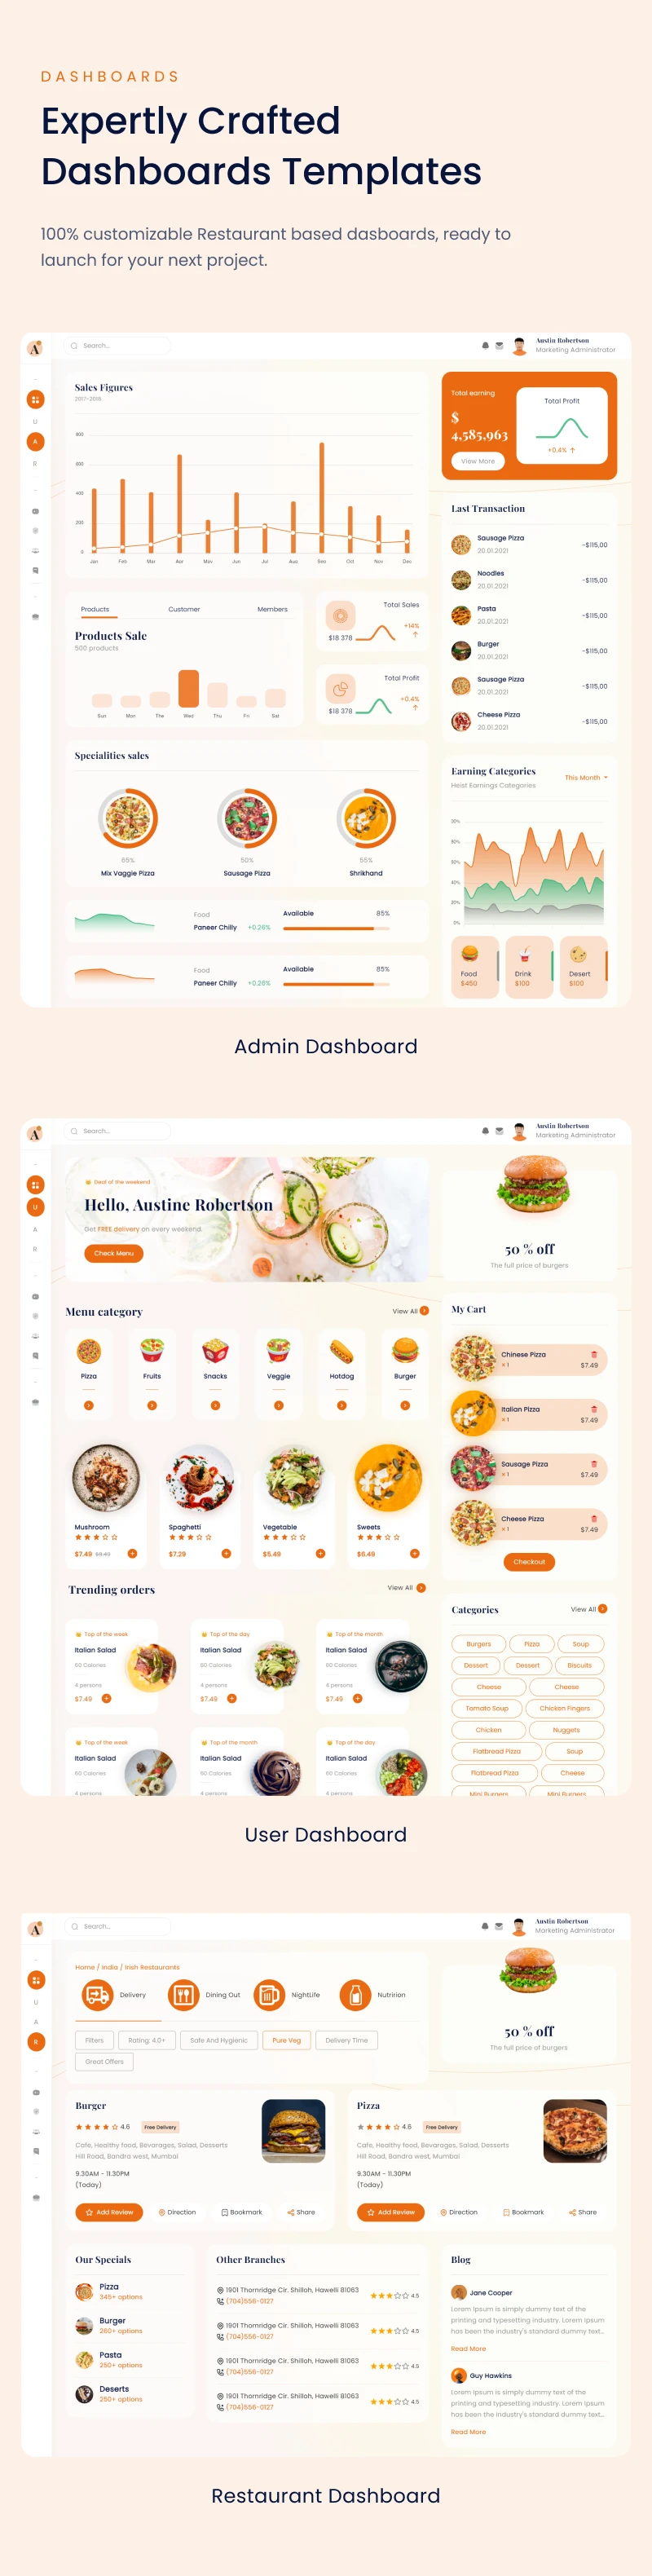 DASHBOARDS
Expertly Crafted
Dashboards Templates
100% customizable Restaurant based dasboards, ready to
launch for your next project.
A
Search...
Austin Robertson
Marketing Administrator
U
A
R
Sales Figures
2017-2018
800
600
400
200
0
Jan Feb Mar Apr May Jun Jul Aug Sep Oct Nov Dec
Total earning
$
4,585,963
View More
Total Profit
+0.4%
Last Transaction
Sausage Pizza
20.01.2021
-$115,00
Noodles
20.01.2021
-$115,00
Pasta
20.01.2021
-$115,00
Burger
20.01.2021
-$115,00
Sausage Pizza
20.01.2021
-$115,00
Cheese Pizza
20.01.2021
-$115,00
Products Customer Members
Products Sale
500 products
Sun Mon The Wed Thu Fri Sat
Total Sales
+14%
$18 378
Total Profit
+0.4%
$18 378
Specialities sales
Mix Vaggie Pizza
50%
Sausage Pizza
55%
Shrikhand
Food
Paneer Chilly +0.26%
Available 85%
Food
Paneer Chilly +0.26%
Available 85%
Earning Categories
Heist Earnings Categories
This Month
80%
60%
40%
20%
0%
Food
$450
Drink
$100
Desert
$100
Admin Dashboard
A
Search...
Austin Robertson
Marketing Administrator
U
A
R
Deal of the weekend
Hello, Austine Robertson
Get FREE delivery on every weekend.
Check Menu
50 % off
The full price of burgers
Menu category
View All
Pizza Fruits Snacks Veggie Hotdog Burger
My Cart
Chinese Pizza
x 1
$7.49
Italian Pizza
x 1
$7.49
Sausage Pizza
x 1
$7.49
Cheese Pizza
x 1
$7.49
Checkout
Mushroom
$7.49
Spaghetti
$7.29
Vegetable
$5.49
Sweets
$6.49
Trending orders
View All
Top of the week
Italian Salad
60 Calories
4 persons
$7.49
Top of the day
Italian Salad
60 Calories
4 persons
$7.49
Top of the month
Italian Salad
60 Calories
4 persons
$7.49
Top of the week
Italian Salad
60 Calories
4 persons
Top of the month
Italian Salad
60 Calories
4 persons
Top of the day
Italian Salad
60 Calories
4 persons
Categories
View All
Burgers Pizza Soup
Dessert Dessert Biscuits
Cheese Cheese
Tomato Soup Chicken Fingers
Chicken Nuggets
Flatbread Pizza Soup
Flatbread Pizza Cheese
Mini Burgers Mini Burgers
User Dashboard
A
Search...
Austin Robertson
Marketing Administrator
U
A
R
Home / India / Irish Restaurants
Delivery Dining Out NightLife Nutririon
Filters Rating: 4.0+ Safe And Hygienic Pure Veg Delivery Time
Great Offers
50 % off
The full price of burgers
Burger
4.6 Free Delivery
Cafe, Healthy food, Bevarages, Salad, Desserts
Hill Road, Bandra west, Mumbai
9.30AM - 11.30PM
(Today)
Add Review Direction Bookmark Share
Pizza
4.6 Free Delivery
Cafe, Healthy food, Bevarages, Salad, Desserts
Hill Road, Bandra west, Mumbai
9.30AM - 11.30PM
(Today)
Add Review Direction Bookmark Share
Our Specials
Pizza
345+ options
Burger
260+ options
Pasta
250+ options
Deserts
250+ options
Other Branches
1901 Thornridge Cir. Shiloh, Hawelli 81063
(704)556-0127
4.5
1901 Thornridge Cir. Shiloh, Hawelli 81063
(704)556-0127
4.5
1901 Thornridge Cir. Shiloh, Hawelli 81063
(704)556-0127
4.5
1901 Thornridge Cir. Shiloh, Hawelli 81063
(704)556-0127
4.5
Blog
Jane Cooper
Lorem Ipsum is simply dummy text of the
printing and typesetting industry. Lorem Ipsum
has been the industry's standard dummy text...
Read More
Guy Hawkins
Lorem Ipsum is simply dummy text of the
printing and typesetting industry. Lorem Ipsum
has been the industry's standard dummy text...
Read More
Restaurant Dashboard